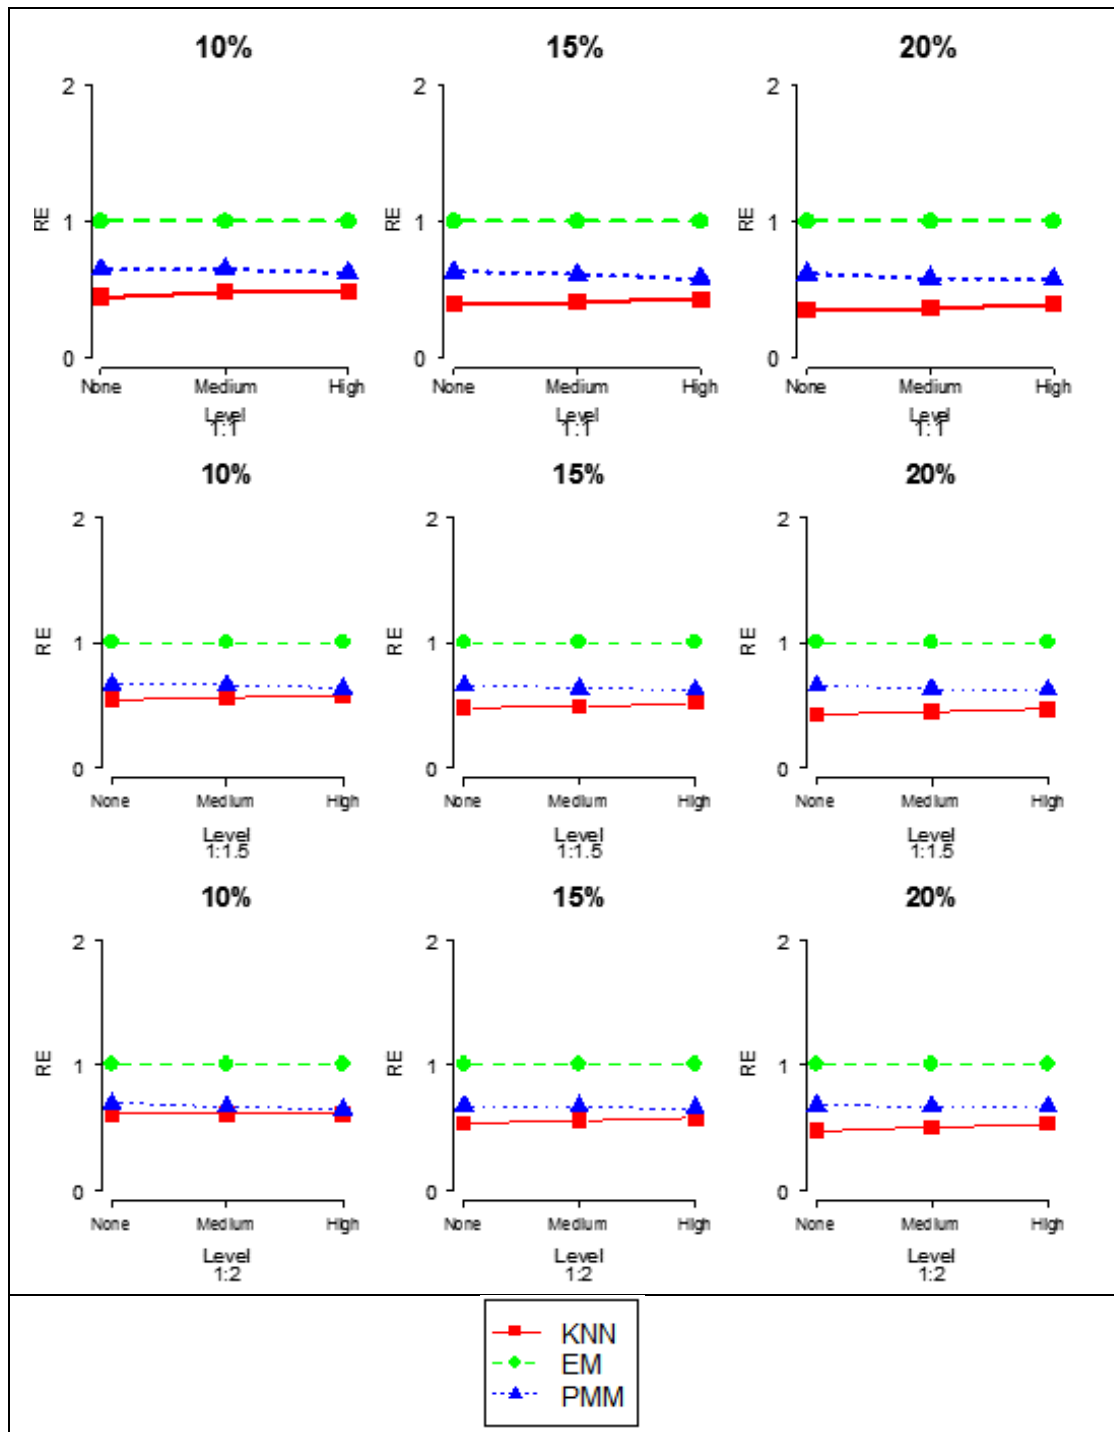 10% 15% 20%
2 2 2
RE 1 RE 1 RE 1
0 0 0
None Medium High None Medium High None Medium High
Level Level Level
1:1 1:1 1:1
10% 15% 20%
2 2 2
RE 1 RE 1 RE 1
0 0 0
None Medium High None Medium High None Medium High
Level Level Level
1:1.5 1:1.5 1:1.5
10% 15% 20%
2 2 2
RE 1 RE 1 RE 1
0 0 0
None Medium High None Medium High None Medium High
Level Level Level
1:2 1:2 1:2
KNN
EM
PMM